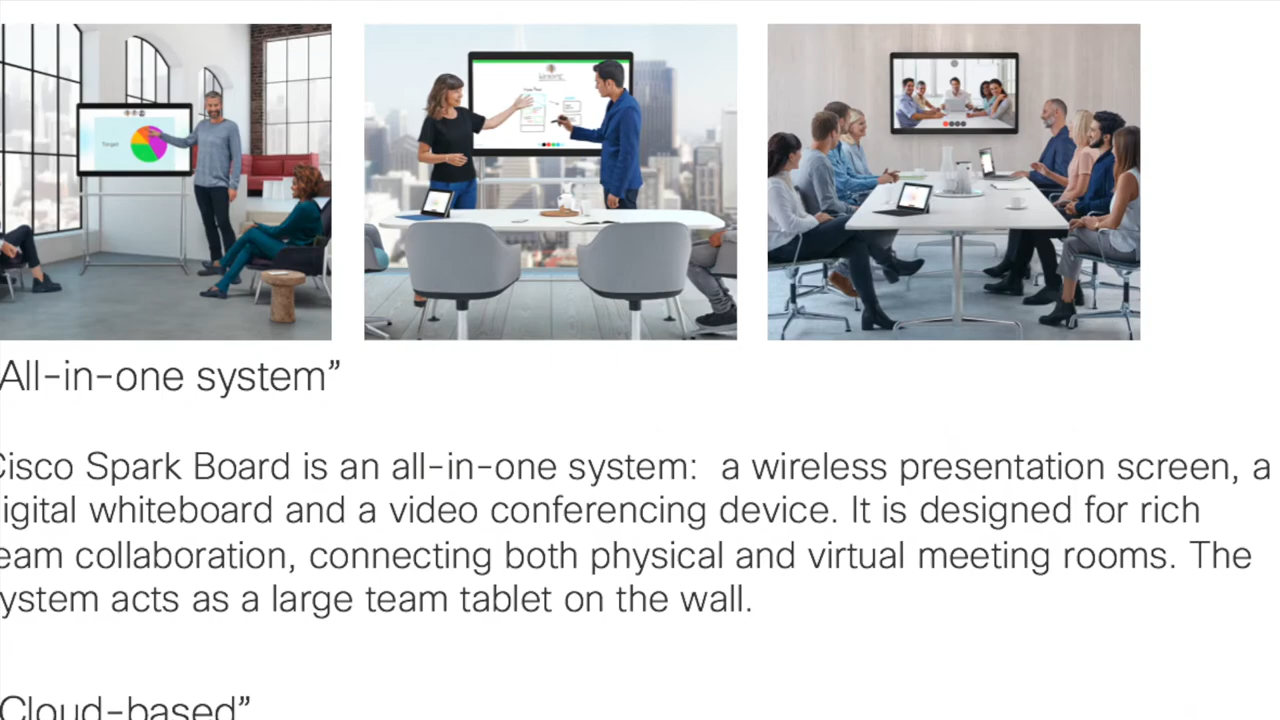 Target
All-in-one system”
Cisco Spark Board is an all-in-one system: a wireless presentation screen, a
igital whiteboard and a video conferencing device. It is designed for rich
eam collaboration, connecting both physical and virtual meeting rooms. The
ystem acts as a large team tablet on the wall.
Cloud-based”